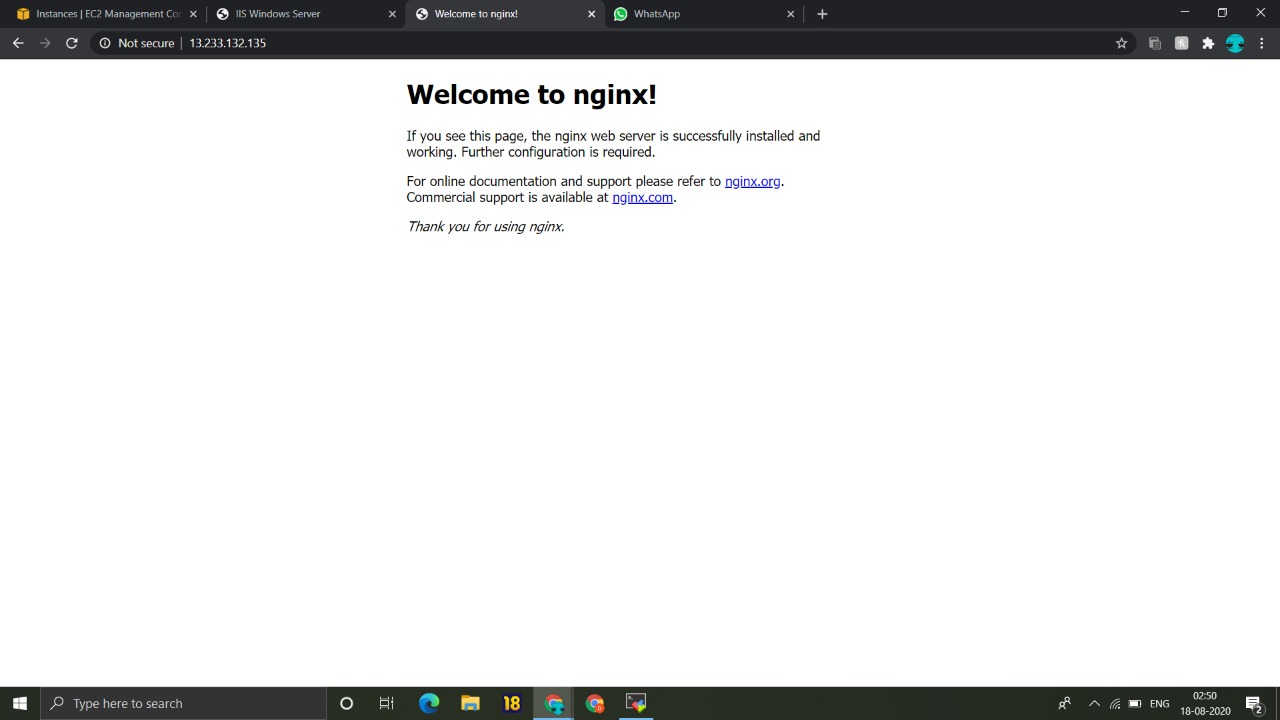 Instances | EC2 Management Cor
IIS Windows Server
Welcome to nginx!
WhatsApp
Not secure | 13.233.132.135
Welcome to nginx!
If you see this page, the nginx web server is successfully installed and
working. Further configuration is required.
For online documentation and support please refer to nginx.org.
Commercial support is available at nginx.com.
Thank you for using nginx.
Type here to search
18
ENG
02:50
18-08-2020
2